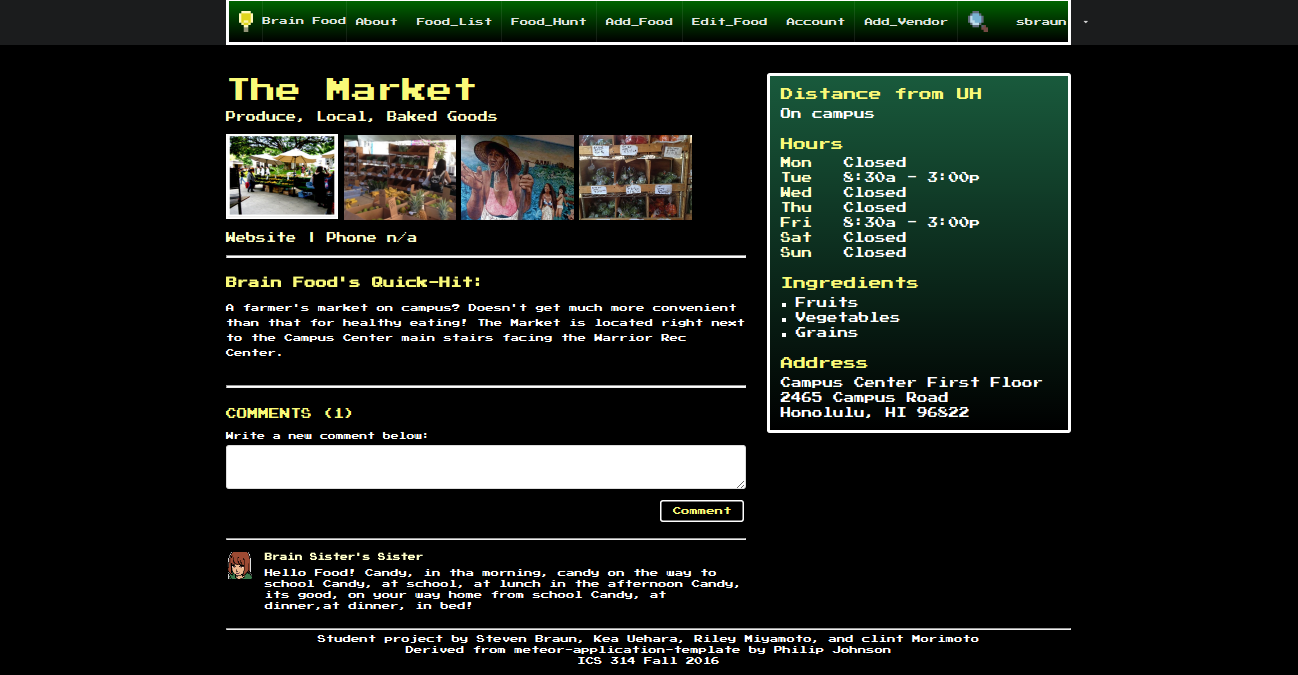 Brain Food About Food_List Food_Hunt Add_Food Edit_Food Account Add_Vendor sbraun
The Market
Produce, Local, Baked Goods
Website | Phone n/a
Brain Food's Quick-Hit:
A farmer's market on campus? Doesn't get much more convenient
than that for healthy eating! The Market is located right next
to the Campus Center main stairs facing the Warrior Rec
Center.
COMMENTS (1)
Write a new comment below:
Comment
Brain Sister's Sister
Hello Food! Candy, in tha morning, candy on the way to
school Candy, at school, at lunch in the afternoon Candy,
its good, on your way home from school Candy, at
dinner,at dinner, in bed!
Distance from UH
On campus
Hours
Mon Closed
Tue 8:30a - 3:00p
Wed Closed
Thu Closed
Fri 8:30a - 3:00p
Sat Closed
Sun Closed
Ingredients
Fruits
Vegetables
Grains
Address
Campus Center First Floor
2465 Campus Road
Honolulu, HI 96822
Student project by Steven Braun, Kea Uehara, Riley Miyamoto, and clint Morimoto
Derived from meteor-application-template by Philip Johnson
ICS 314 Fall 2016